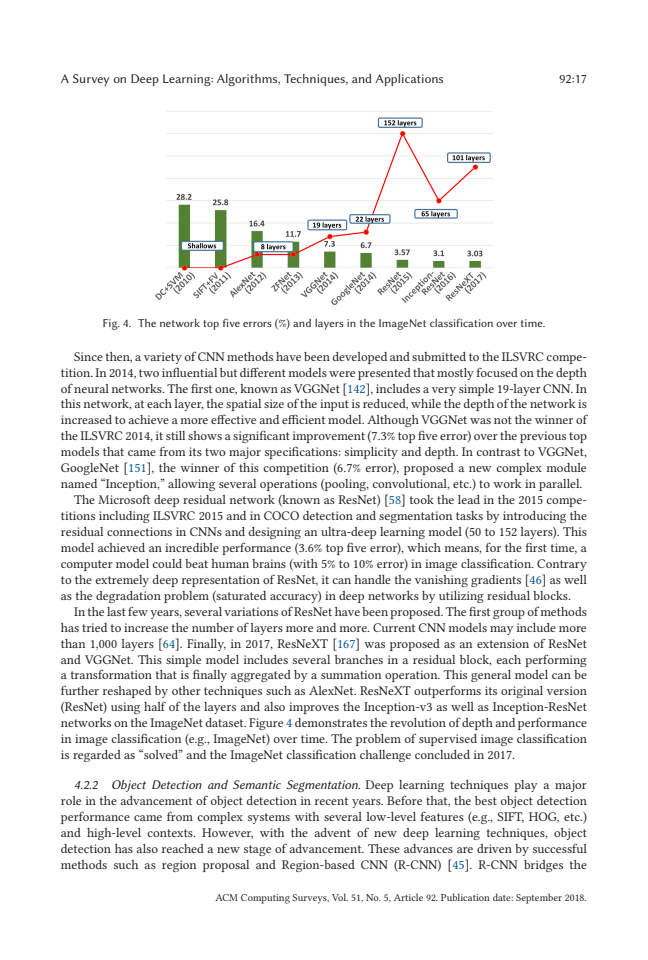 A Survey on Deep Learning: Algorithms, Techniques, and Applications 92:17
152 layers
101 layers
28.2
25.8
65 layers
22 layers
19 layers
16.4
11.7
Shallows
8 layers
7.3
6.7
3.57
3.1
3.03
DC+SVM
(2010)
SIFT+FV
(2011)
AlexNet
(2012)
ZFNet
(2013)
VGGNet
(2014)
GoogleNet
(2014)
ResNet
(2015)
Inception-
ResNet
(2016)
ResNeXT
(2017)
Fig. 4. The network top five errors (%) and layers in the ImageNet classification over time.
Since then, a variety of CNN methods have been developed and submitted to the ILSVRC compe-
tition. In 2014, two influential but different models were presented that mostly focused on the depth
of neural networks. The first one, known as VGGNet [142], includes a very simple 19-layer CNN. In
this network, at each layer, the spatial size of the input is reduced, while the depth of the network is
increased to achieve a more effective and efficient model. Although VGGNet was not the winner of
the ILSVRC 2014, it still shows a significant improvement (7.3% top five error) over the previous top
models that came from its two major specifications: simplicity and depth. In contrast to VGGNet,
GoogleNet [151], the winner of this competition (6.7% error), proposed a new complex module
named “Inception,” allowing several operations (pooling, convolutional, etc.) to work in parallel.
The Microsoft deep residual network (known as ResNet) [58] took the lead in the 2015 compe-
titions including ILSVRC 2015 and in COCO detection and segmentation tasks by introducing the
residual connections in CNNs and designing an ultra-deep learning model (50 to 152 layers). This
model achieved an incredible performance (3.6% top five error), which means, for the first time, a
computer model could beat human brains (with 5% to 10% error) in image classification. Contrary
to the extremely deep representation of ResNet, it can handle the vanishing gradients [46] as well
as the degradation problem (saturated accuracy) in deep networks by utilizing residual blocks.
In the last few years, several variations of ResNet have been proposed. The first group of methods
has tried to increase the number of layers more and more. Current CNN models may include more
than 1,000 layers [64]. Finally, in 2017, ResNeXT [167] was proposed as an extension of ResNet
and VGGNet. This simple model includes several branches in a residual block, each performing
a transformation that is finally aggregated by a summation operation. This general model can be
further reshaped by other techniques such as AlexNet. ResNeXT outperforms its original version
(ResNet) using half of the layers and also improves the Inception-v3 as well as Inception-ResNet
networks on the ImageNet dataset. Figure 4 demonstrates the revolution of depth and performance
in image classification (e.g., ImageNet) over time. The problem of supervised image classification
is regarded as “solved” and the ImageNet classification challenge concluded in 2017.
4.2.2 Object Detection and Semantic Segmentation. Deep learning techniques play a major
role in the advancement of object detection in recent years. Before that, the best object detection
performance came from complex systems with several low-level features (e.g., SIFT, HOG, etc.)
and high-level contexts. However, with the advent of new deep learning techniques, object
detection has also reached a new stage of advancement. These advances are driven by successful
methods such as region proposal and Region-based CNN (R-CNN) [45]. R-CNN bridges the
ACM Computing Surveys, Vol. 51, No. 5, Article 92. Publication date: September 2018.